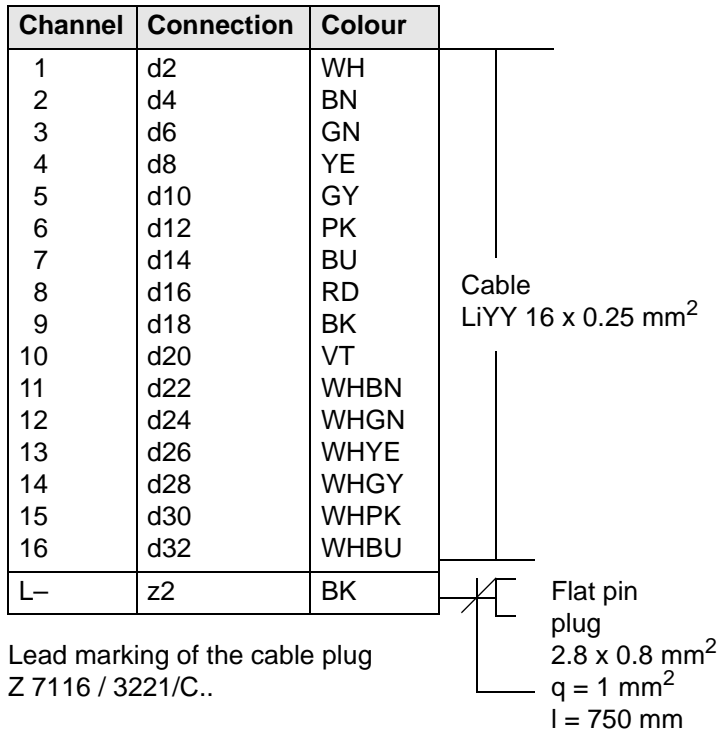 Channel Connection Colour
1 d2 WH
2 d4 BN
3 d6 GN
4 d8 YE
5 d10 GY
6 d12 PK
7 d14 BU
8 d16 RD
9 d18 BK
10 d20 VT
11 d22 WHBN
12 d24 WHGN
13 d26 WHYE
14 d28 WHGY
15 d30 WHPK
16 d32 WHBU
L– z2 BK
Cable
LiYY 16 x 0.25 mm²
Flat pin
plug
2.8 x 0.8 mm²
q = 1 mm²
l = 750 mm
Lead marking of the cable plug
Z 7116 / 3221/C..